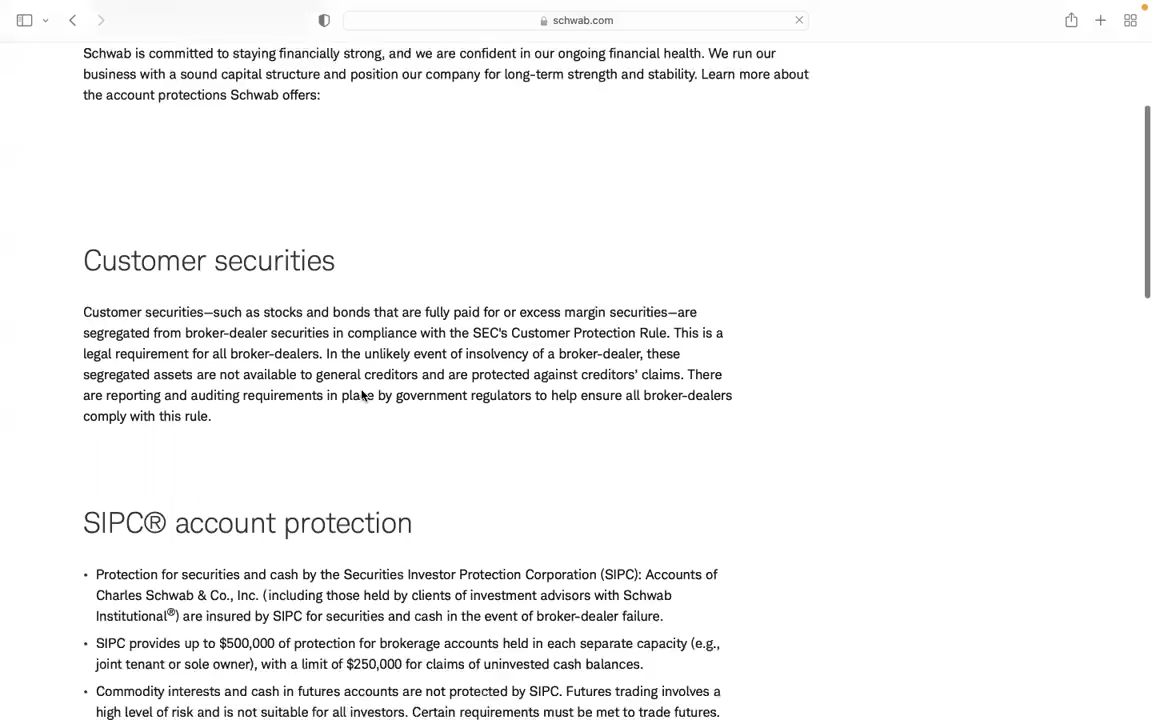 schwab.com
Schwab is committed to staying financially strong, and we are confident in our ongoing financial health. We run our
business with a sound capital structure and position our company for long-term strength and stability. Learn more about
the account protections Schwab offers:
Customer securities
Customer securities—such as stocks and bonds that are fully paid for or excess margin securities—are
segregated from broker-dealer securities in compliance with the SEC's Customer Protection Rule. This is a
legal requirement for all broker-dealers. In the unlikely event of insolvency of a broker-dealer, these
segregated assets are not available to general creditors and are protected against creditors’ claims. There
are reporting and auditing requirements in place by government regulators to help ensure all broker-dealers
comply with this rule.
SIPC® account protection
• Protection for securities and cash by the Securities Investor Protection Corporation (SIPC): Accounts of
Charles Schwab & Co., Inc. (including those held by clients of investment advisors with Schwab
Institutional®) are insured by SIPC for securities and cash in the event of broker-dealer failure.
• SIPC provides up to $500,000 of protection for brokerage accounts held in each separate capacity (e.g.,
joint tenant or sole owner), with a limit of $250,000 for claims of uninvested cash balances.
• Commodity interests and cash in futures accounts are not protected by SIPC. Futures trading involves a
high level of risk and is not suitable for all investors. Certain requirements must be met to trade futures.